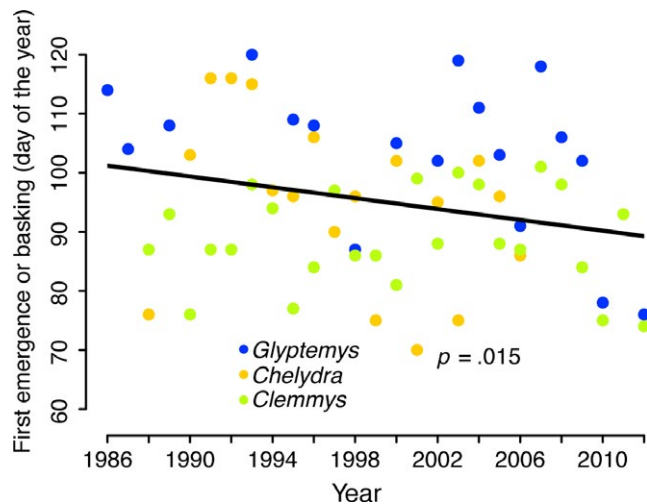 First emergence or basking (day of the year)
120
110
100
90
80
70
60
Glyptemys
Chelydra
Clemmys
p = .015
1986 1990 1994 1998 2002 2006 2010
Year